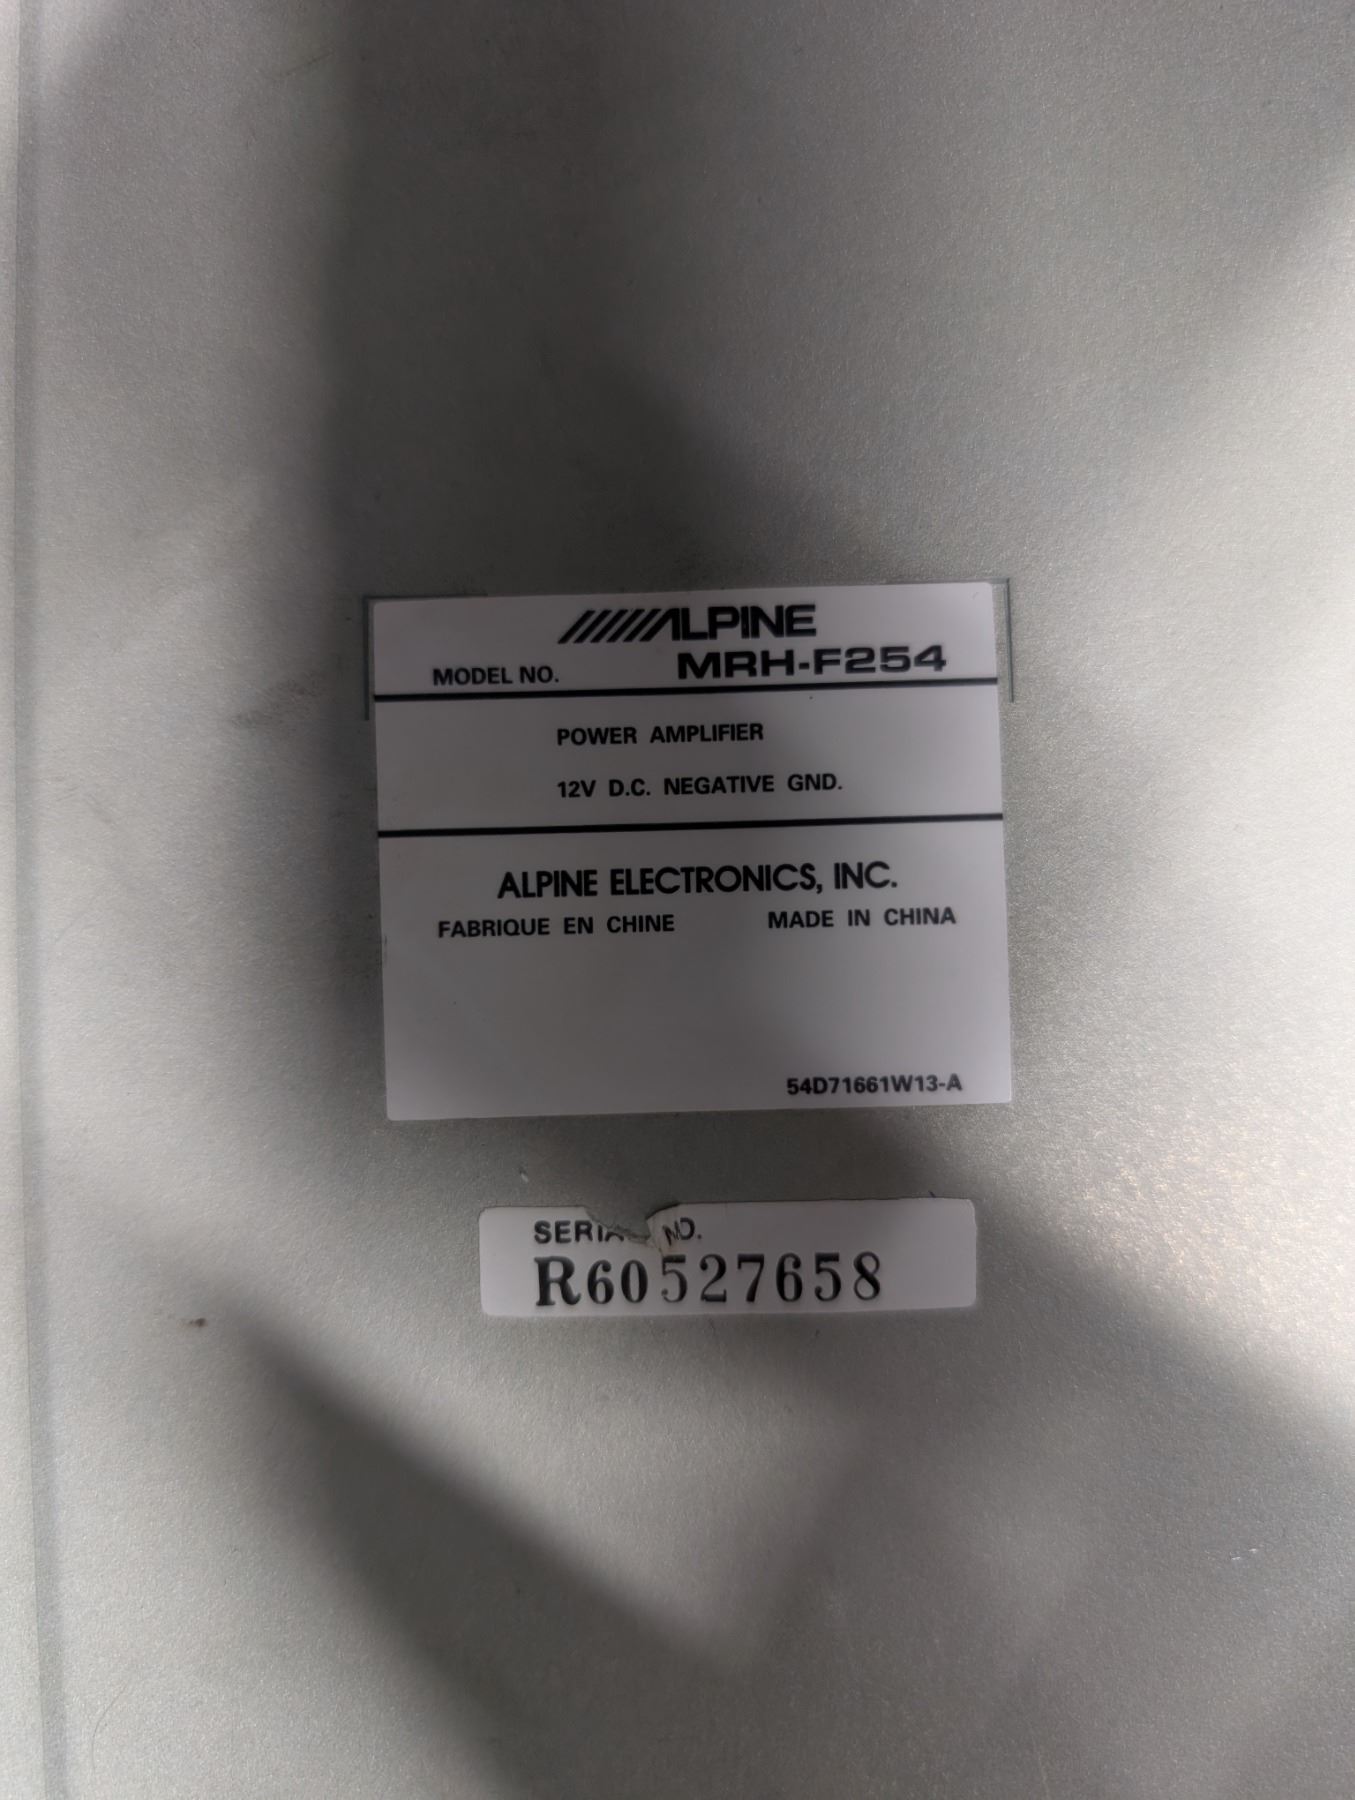 ALPINE
MODEL NO. MRH-F254
POWER AMPLIFIER
12V D.C. NEGATIVE GND.
ALPINE ELECTRONICS, INC.
FABRIQUE EN CHINE MADE IN CHINA
54D71661W13-A
SERIAL NO.
R60527658